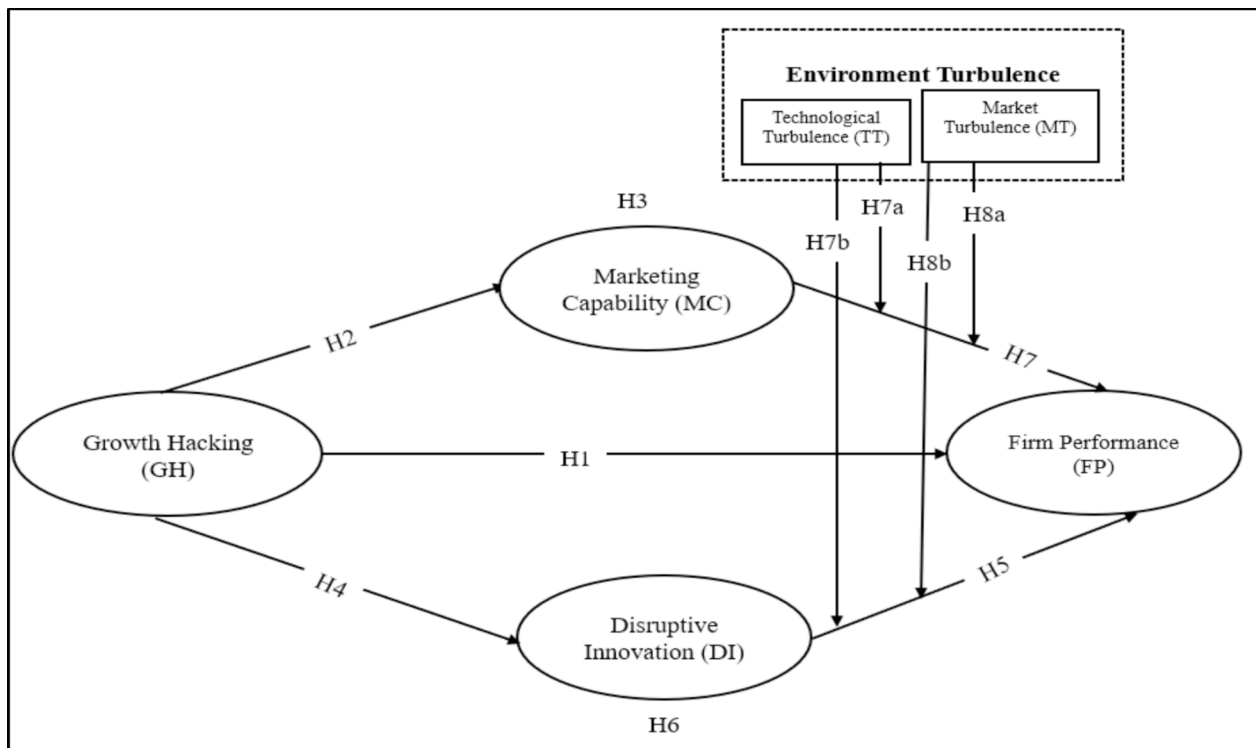 Environment Turbulence
Technological
Turbulence (TT)
Market
Turbulence (MT)
H3
H7a
H8a
H7b
H8b
Marketing
Capability (MC)
H2
H7
Growth Hacking
(GH)
H1
Firm Performance
(FP)
H4
H5
Disruptive
Innovation (DI)
H6